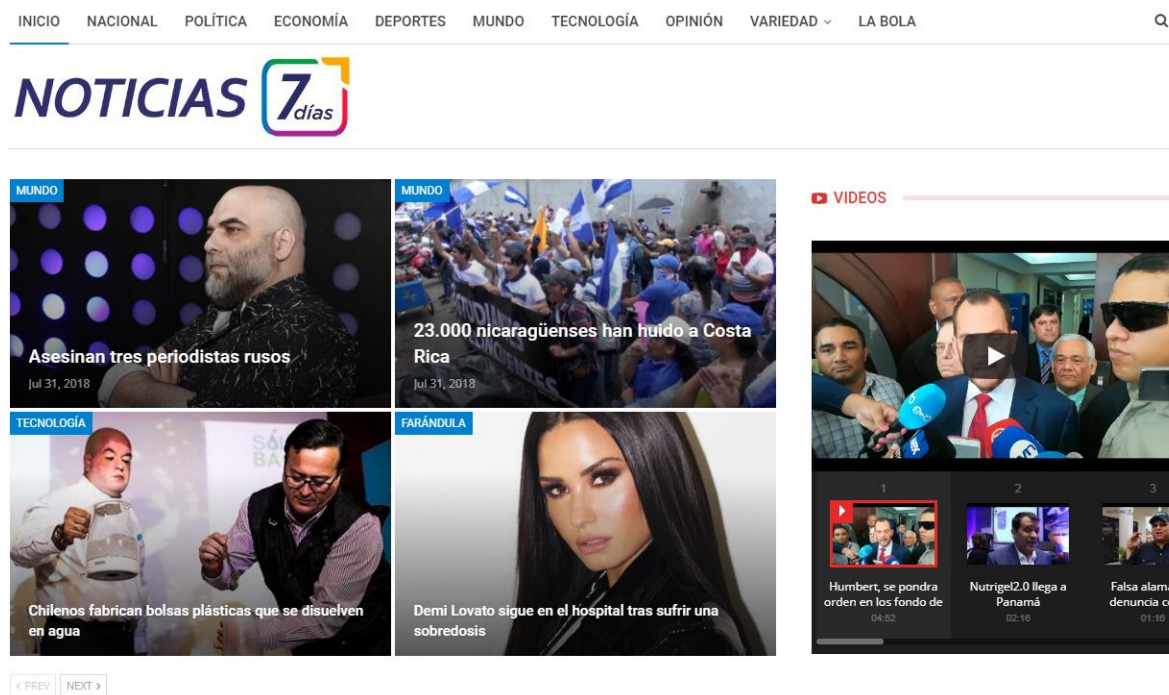 INICIO NACIONAL POLÍTICA ECONOMÍA DEPORTES MUNDO TECNOLOGÍA OPINIÓN VARIEDAD LA BOLA
NOTICIAS 7días
MUNDO
Asesinan tres periodistas rusos
Jul 31, 2018
MUNDO
23.000 nicaragüenses han huido a Costa
Rica
Jul 31, 2018
TECNOLOGÍA
Chilenos fabrican bolsas plásticas que se disuelven
en agua
FARÁNDULA
Demi Lovato sigue en el hospital tras sufrir una
sobredosis
< PREV NEXT >
VIDEOS
1
Humbert, se pondra
orden en los fondo de
04:52
2
Nutrigel2.0 llega a
Panamá
02:16
3
Falsa alam
denuncia c
01:16